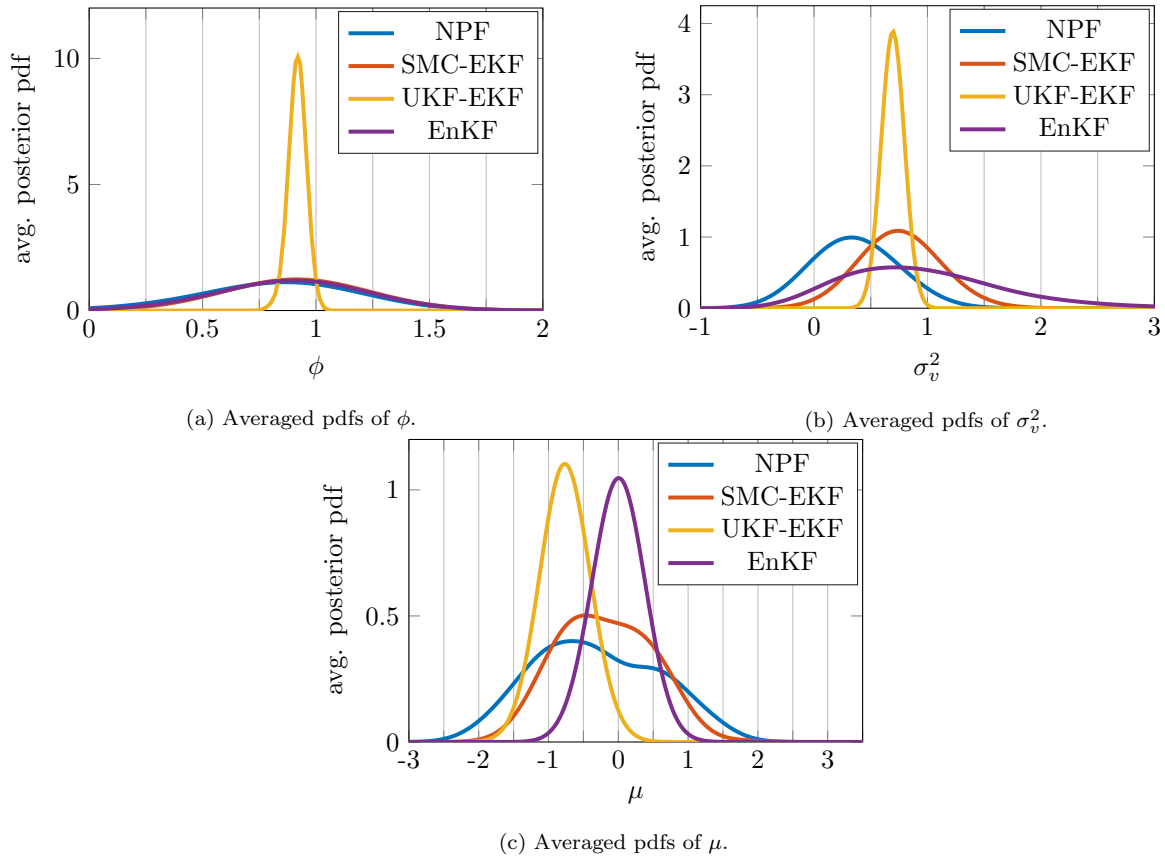 avg. posterior pdf
10
5
0
NPF
SMC-EKF
UKF-EKF
EnKF
0
0.5
1
1.5
2
ϕ
(a) Averaged pdfs of ϕ.
avg. posterior pdf
4
3
2
1
0
NPF
SMC-EKF
UKF-EKF
EnKF
-1
0
1
2
3
σ_v^2
(b) Averaged pdfs of σ_v^2.
avg. posterior pdf
1
0.5
0
NPF
SMC-EKF
UKF-EKF
EnKF
-3
-2
-1
0
1
2
3
μ
(c) Averaged pdfs of μ.